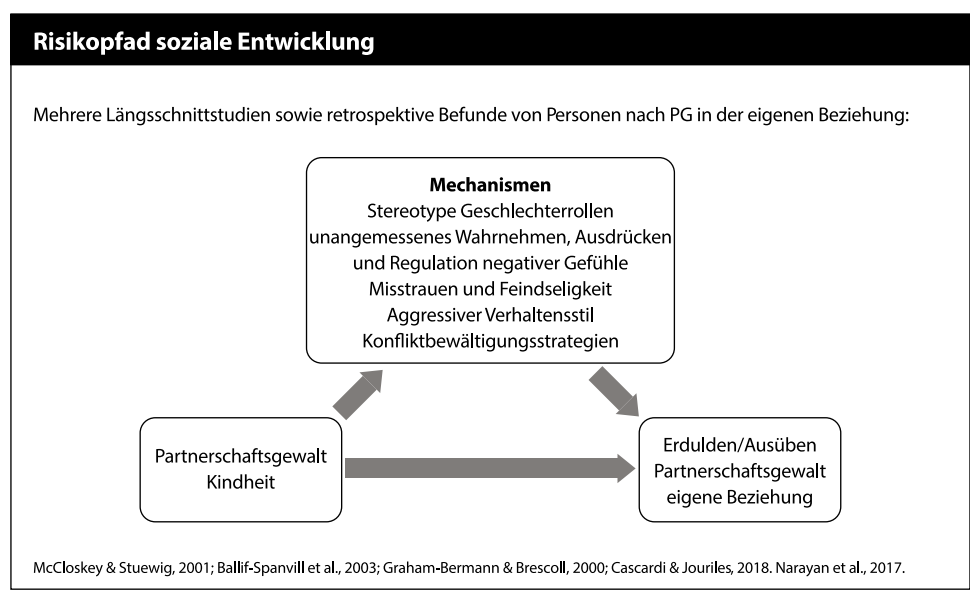 Risikopfad soziale Entwicklung
Mehrere Längsschnittstudien sowie retrospektive Befunde von Personen nach PG in der eigenen Beziehung:
Mechanismen
Stereotype Geschlechterrollen
unangemessenes Wahrnehmen, Ausdrücken
und Regulation negativer Gefühle
Misstrauen und Feindseligkeit
Aggressiver Verhaltensstil
Konfliktbewältigungsstrategien
Partnerschaftsgewalt
Kindheit
Erdulden/Ausüben
Partnerschaftsgewalt
eigene Beziehung
McCloskey & Stuewig, 2001; Ballif-Spanvill et al., 2003; Graham-Bermann & Brescoll, 2000; Cascardi & Jouriles, 2018. Narayan et al., 2017.